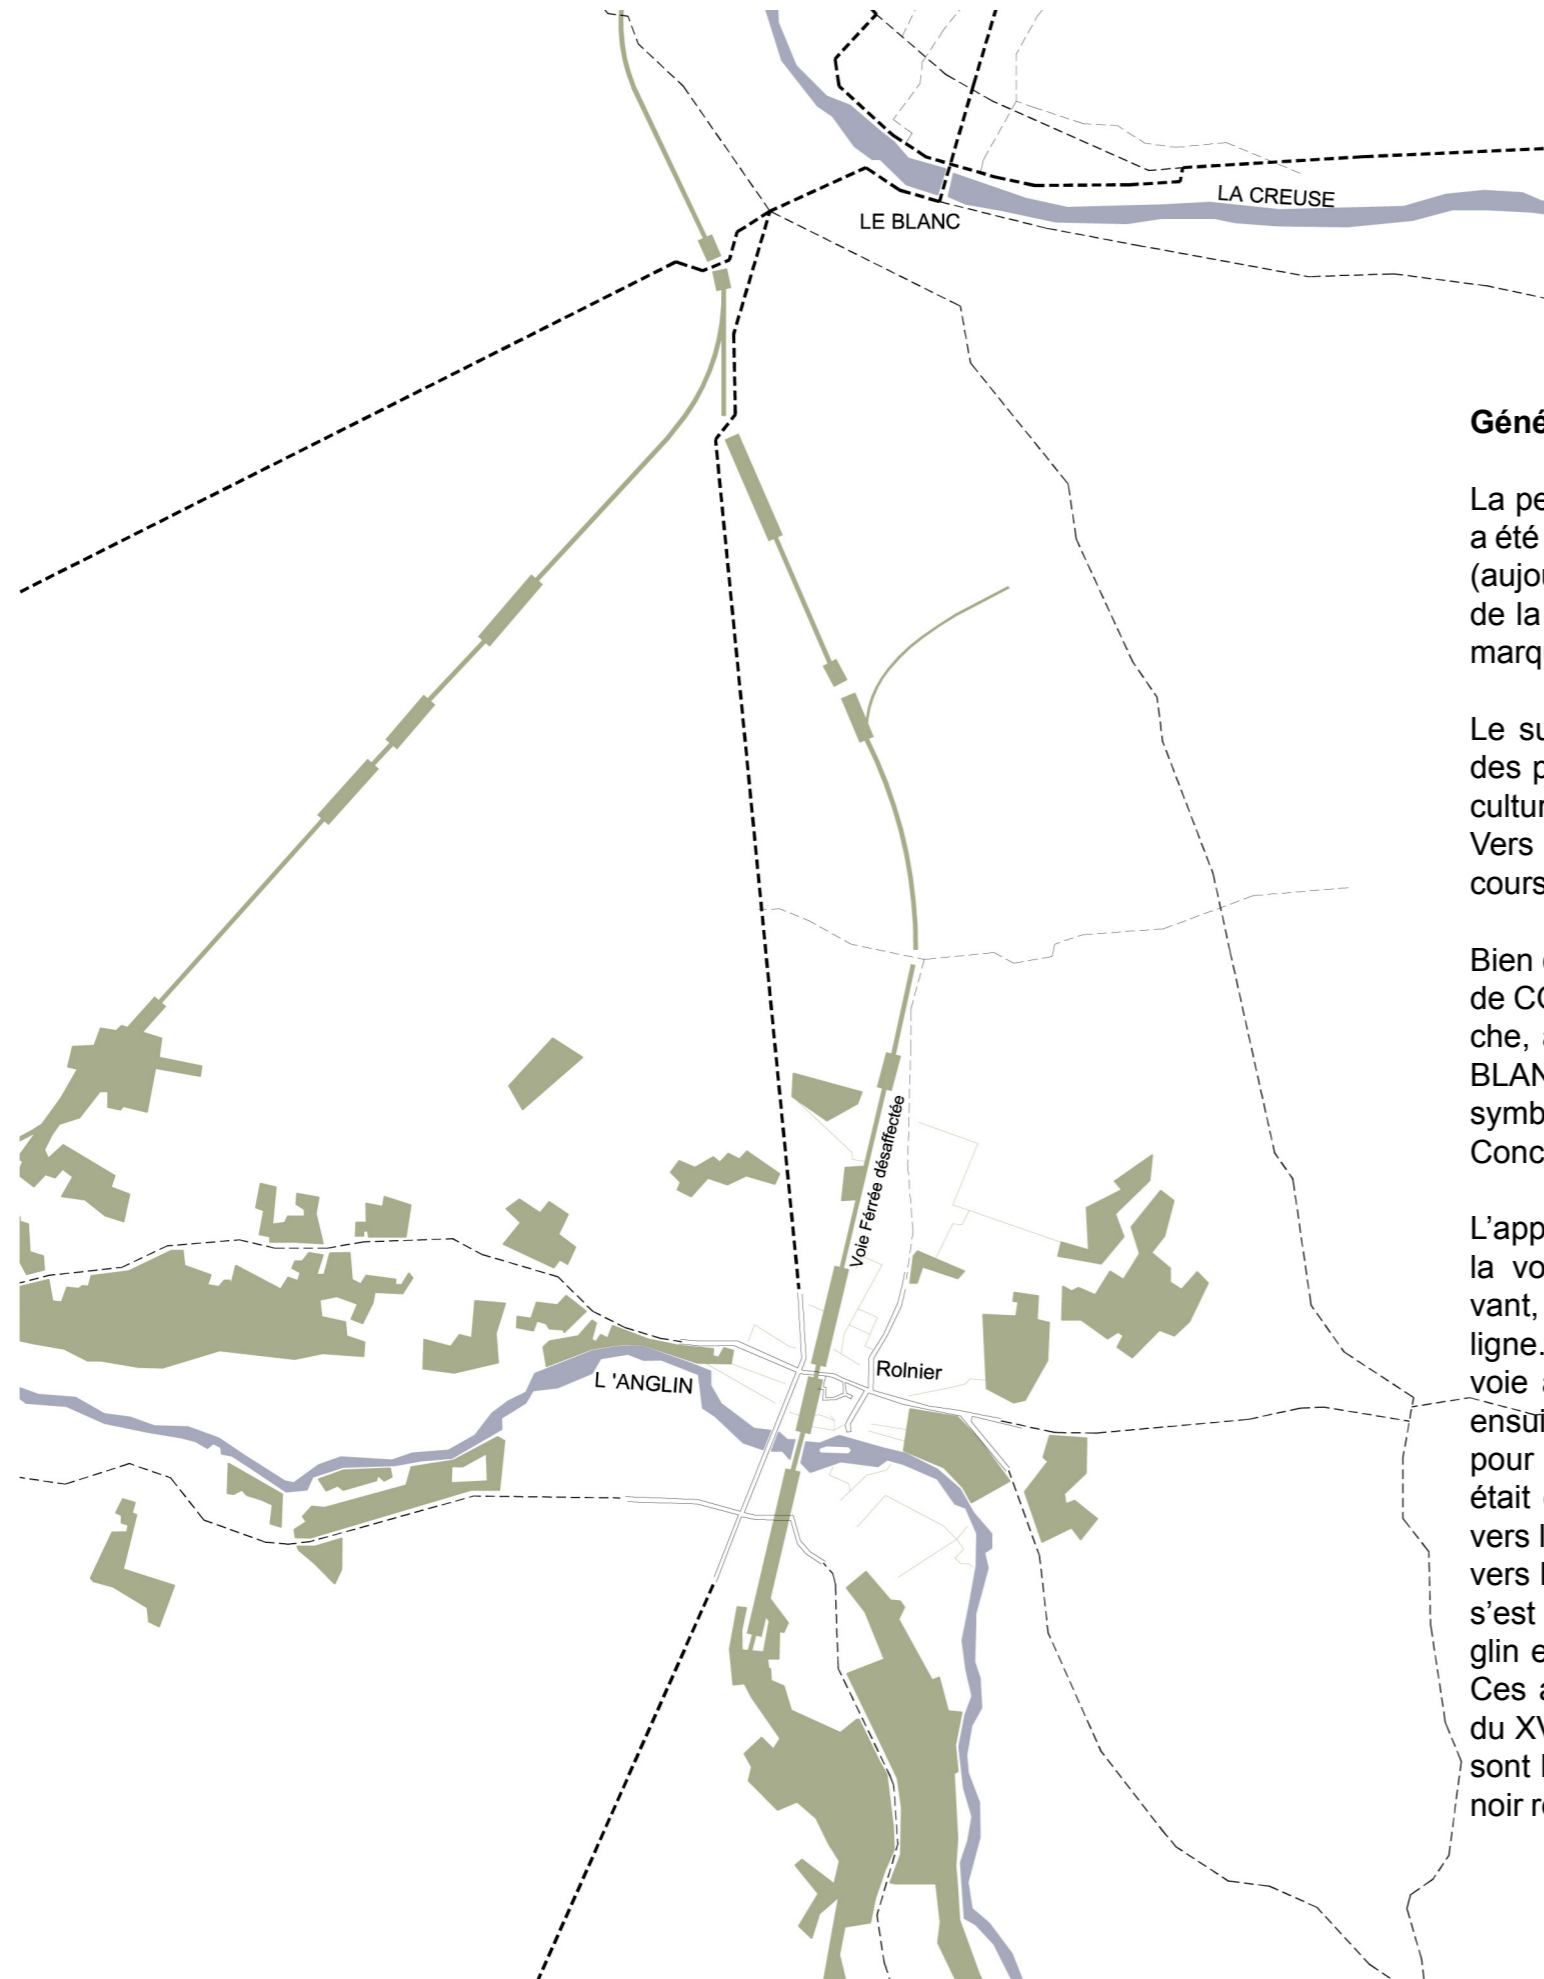 LA CREUSE
LE BLANC
Voie Férrée désaffectée
Rolnier
L 'ANGLIN
Géné
La pe
a été
(aujou
de la
marqu
Le su
des p
cultur
Vers
cours
Bien
de CO
che, a
BLAN
symb
Conc
L'app
la vo
vant,
ligne.
voie a
ensui
pour
était
vers l
vers
s'est
glin e
Ces a
du XV
sont
noir re